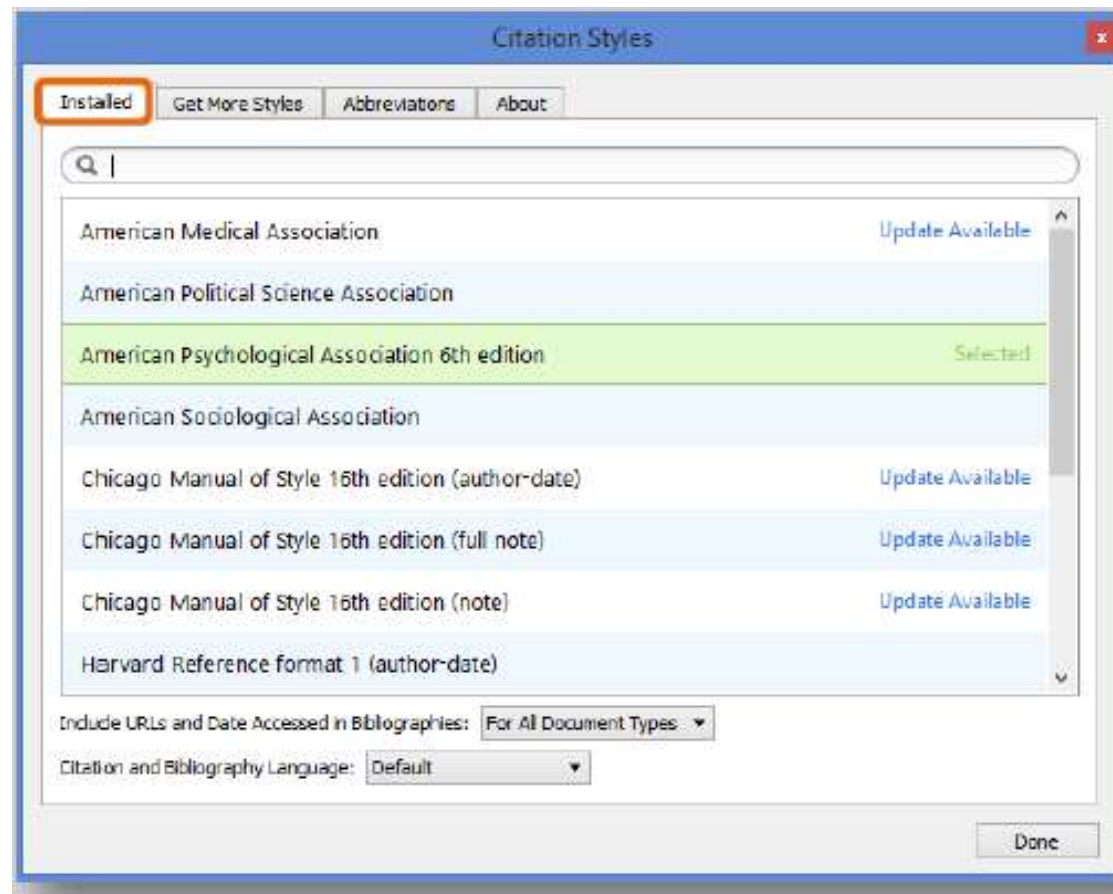 Citation Styles
x
Installed Get More Styles Abbreviations About
American Medical Association Update Available
American Political Science Association
American Psychological Association 6th edition Selected
American Sociological Association
Chicago Manual of Style 16th edition (author-date) Update Available
Chicago Manual of Style 16th edition (full note) Update Available
Chicago Manual of Style 16th edition (note) Update Available
Harvard Reference format 1 (author-date)
Include URLs and Date Accessed in Bibliographies: For All Document Types
Citation and Bibliography Language: Default
Done